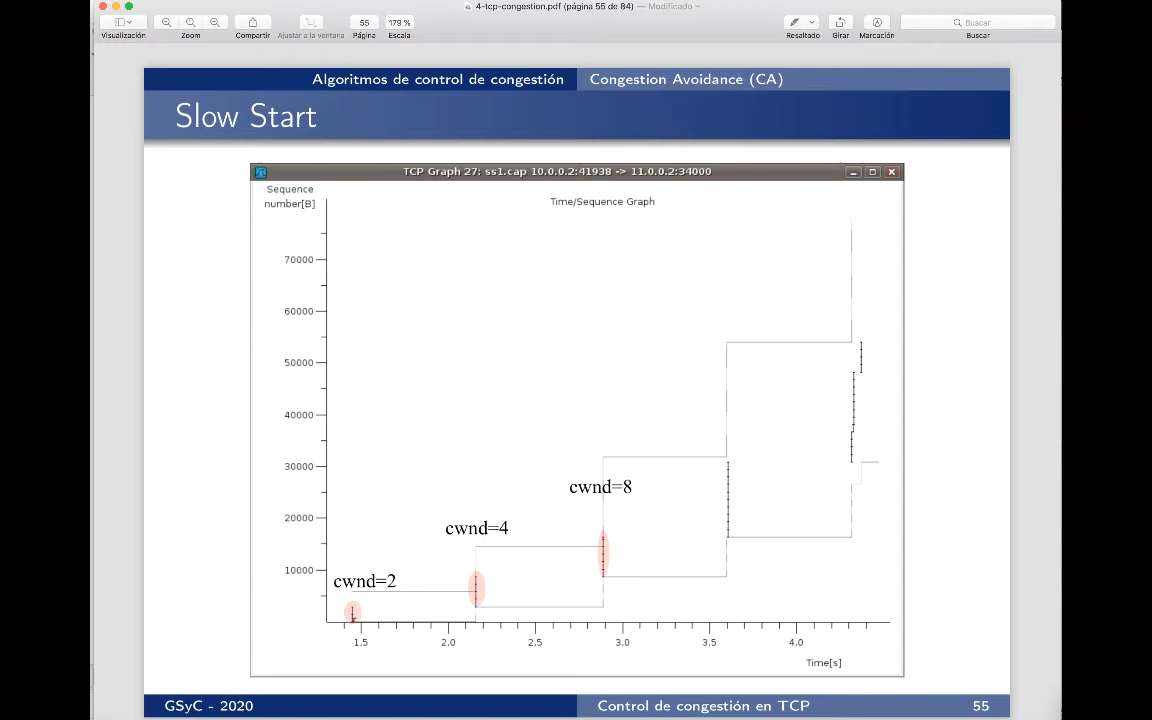 4-tcp-congestion.pdf (página 55 de 84) — Modificado
55
179 %
Buscar
Visualización
Zoom
Compartir
Ajustar a la ventana
Página
Escala
Resaltado
Girar
Marcación
Buscar
Algoritmos de control de congestión
Congestion Avoidance (CA)
Slow Start
TCP Graph 27: ss1.cap 10.0.0.2:41938 -> 11.0.0.2:34000
Sequence
number[B]
Time/Sequence Graph
70000
60000
50000
40000
30000
20000
10000
cwnd=8
cwnd=4
cwnd=2
1.5
2.0
2.5
3.0
3.5
4.0
Time[s]
GSyC - 2020
Control de congestión en TCP
55